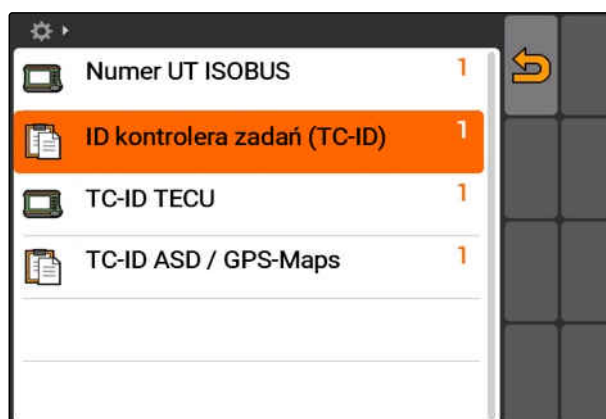 Numer UT ISOBUS 1
ID kontrolera zadań (TC-ID) 1
TC-ID TECU 1
TC-ID ASD / GPS-Maps 1